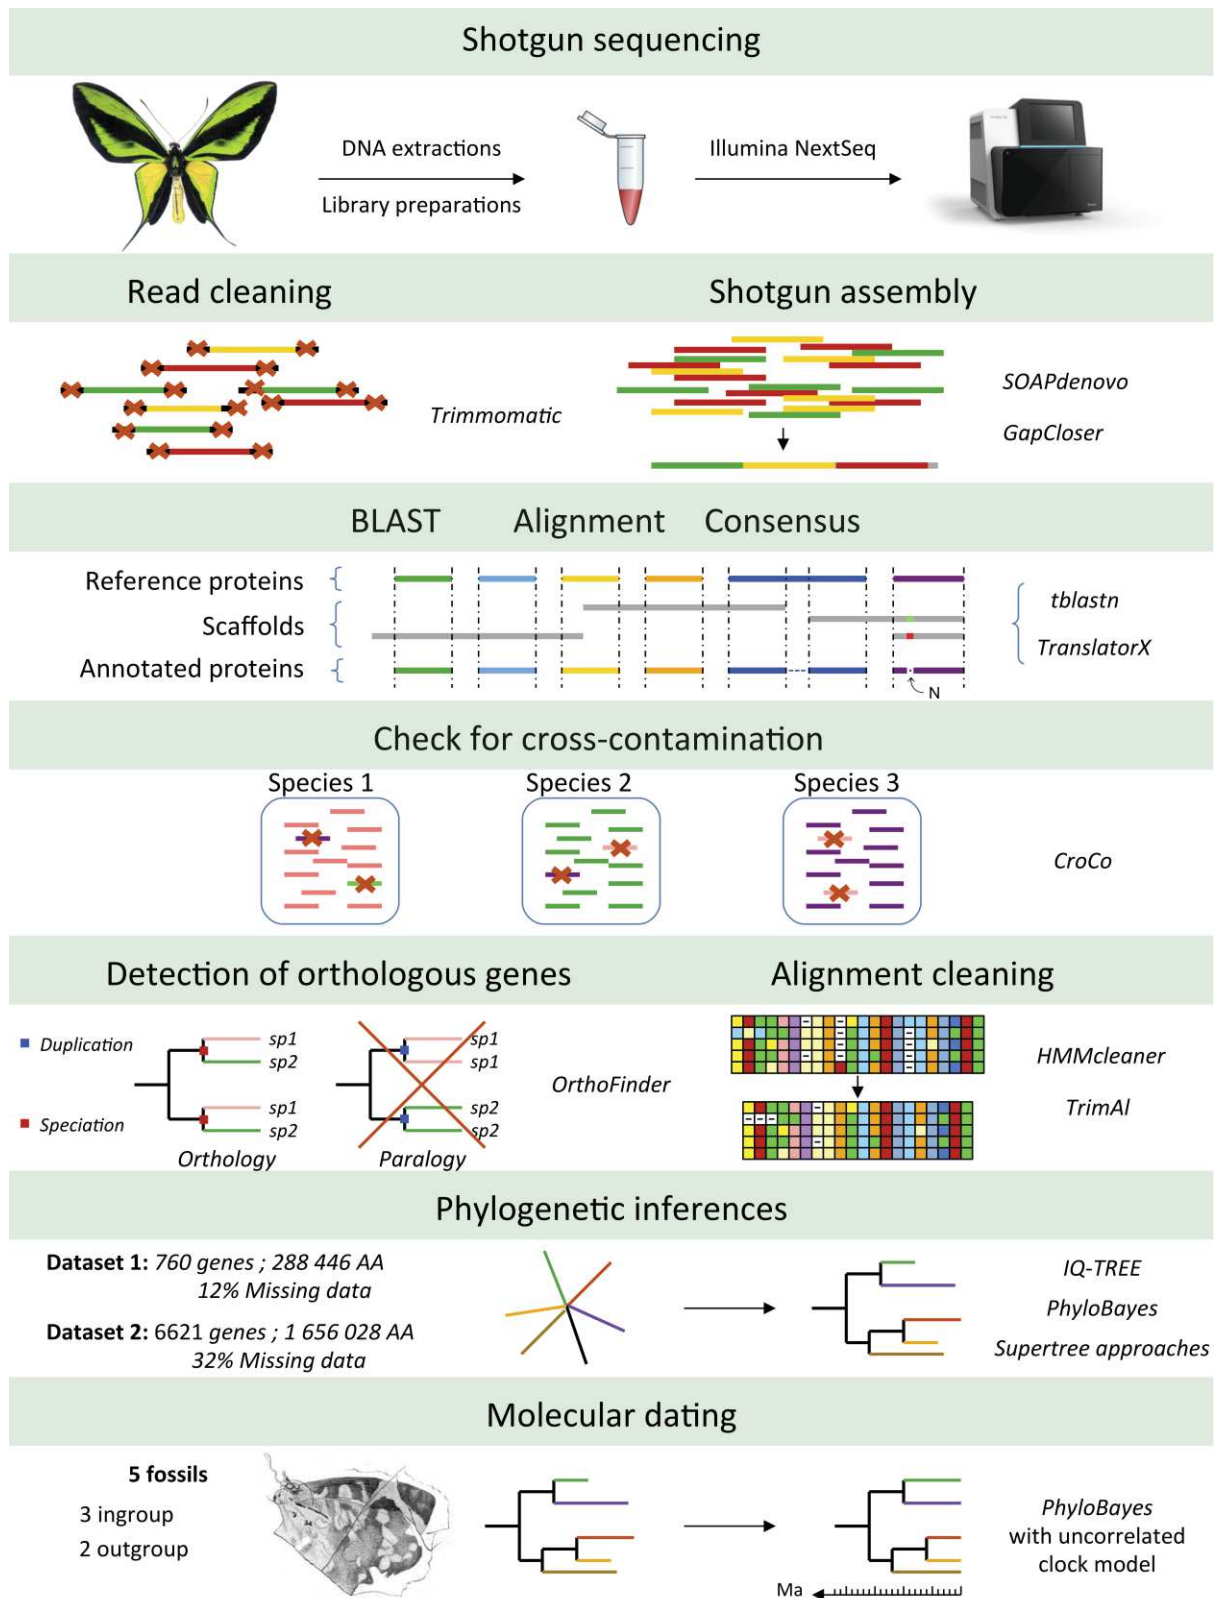 Shotgun sequencing
DNA extractions
Library preparations
Illumina NextSeq
Read cleaning
Shotgun assembly
Trimmomatic
SOAPdenovo
GapCloser
BLAST Alignment Consensus
Reference proteins
Scaffolds
Annotated proteins
tblastn
TranslatorX
N
Check for cross-contamination
Species 1
Species 2
Species 3
CroCo
Detection of orthologous genes
Alignment cleaning
Duplication
Speciation
sp1
sp2
sp1
sp2
Orthology
sp1
sp1
sp2
sp2
Paralogy
OrthoFinder
HMMcleaner
TrimAl
Phylogenetic inferences
Dataset 1: 760 genes ; 288 446 AA
12% Missing data
Dataset 2: 6621 genes ; 1 656 028 AA
32% Missing data
IQ-TREE
PhyloBayes
Supertree approaches
Molecular dating
5 fossils
3 ingroup
2 outgroup
Ma
PhyloBayes
with uncorrelated
clock model